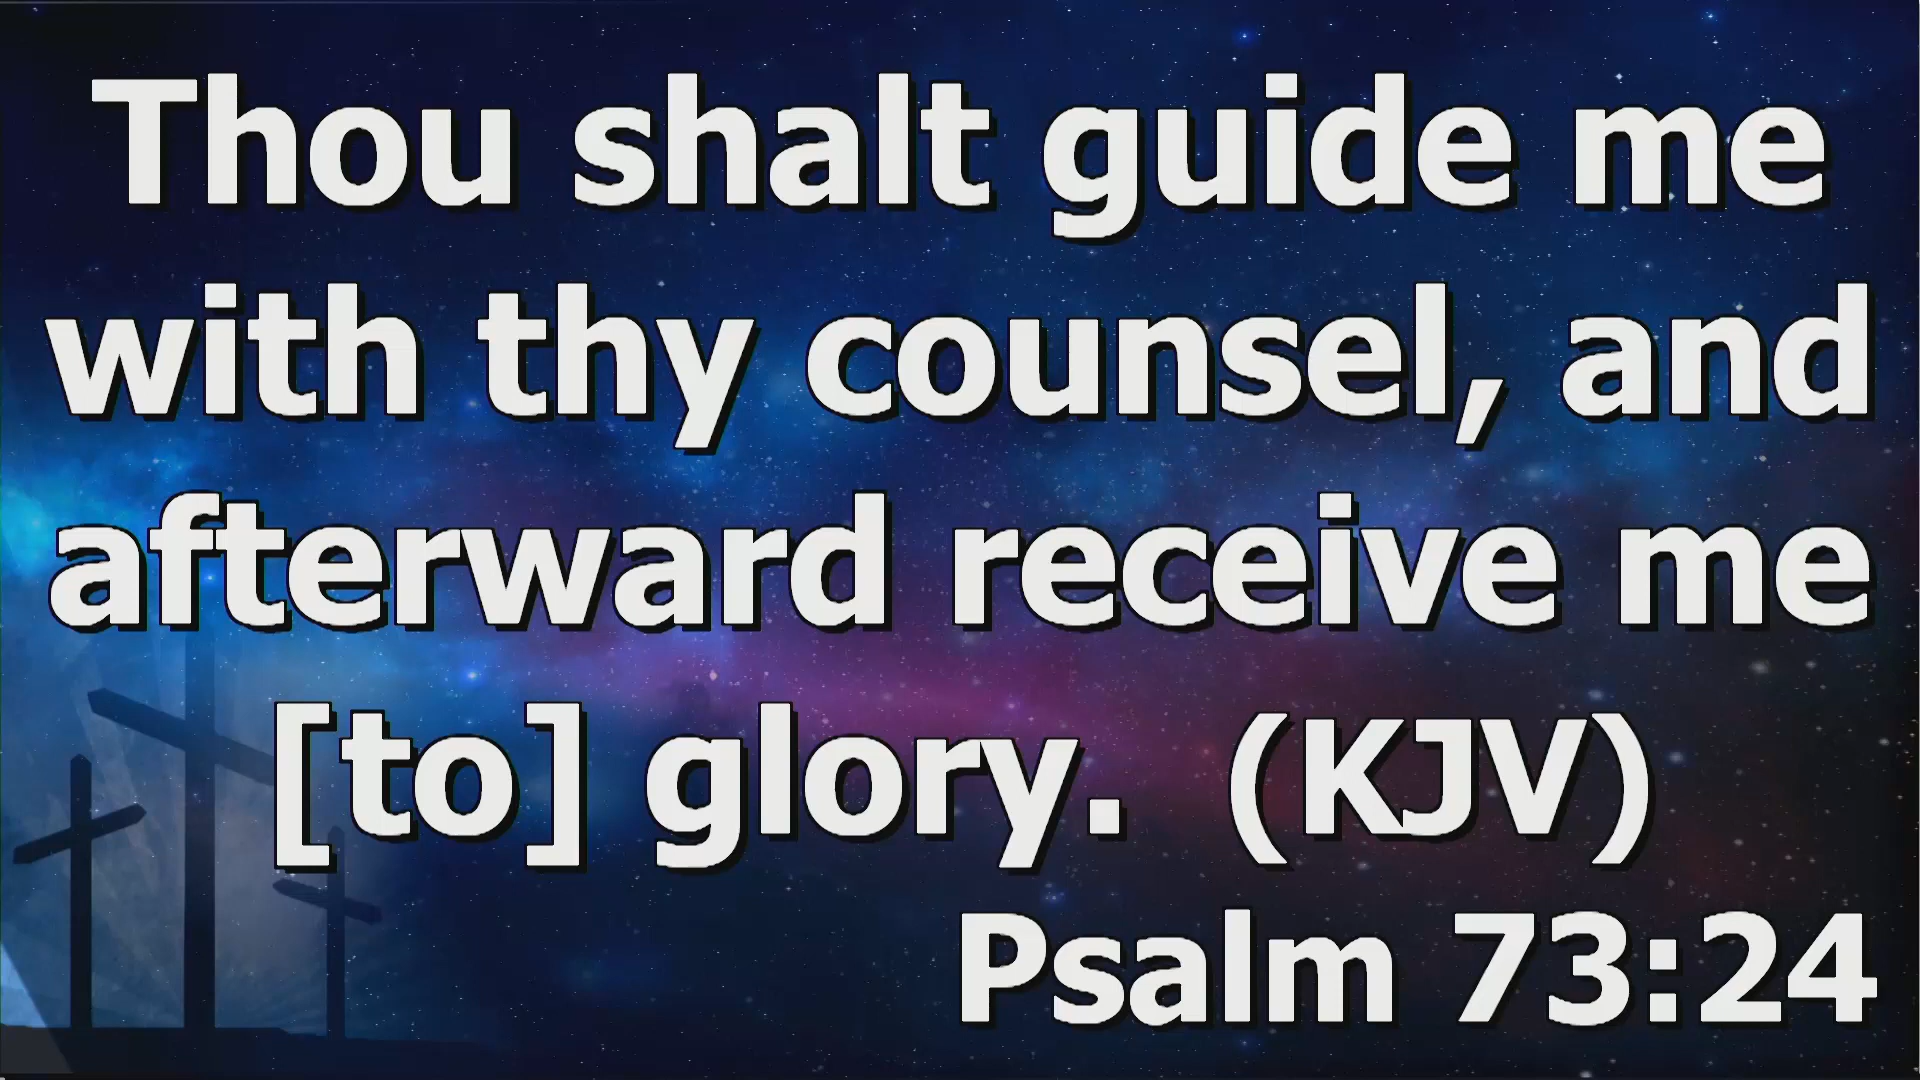 Thou shalt guide me
with thy counsel, and
afterward receive me
[to] glory.  (KJV)
Psalm 73:24